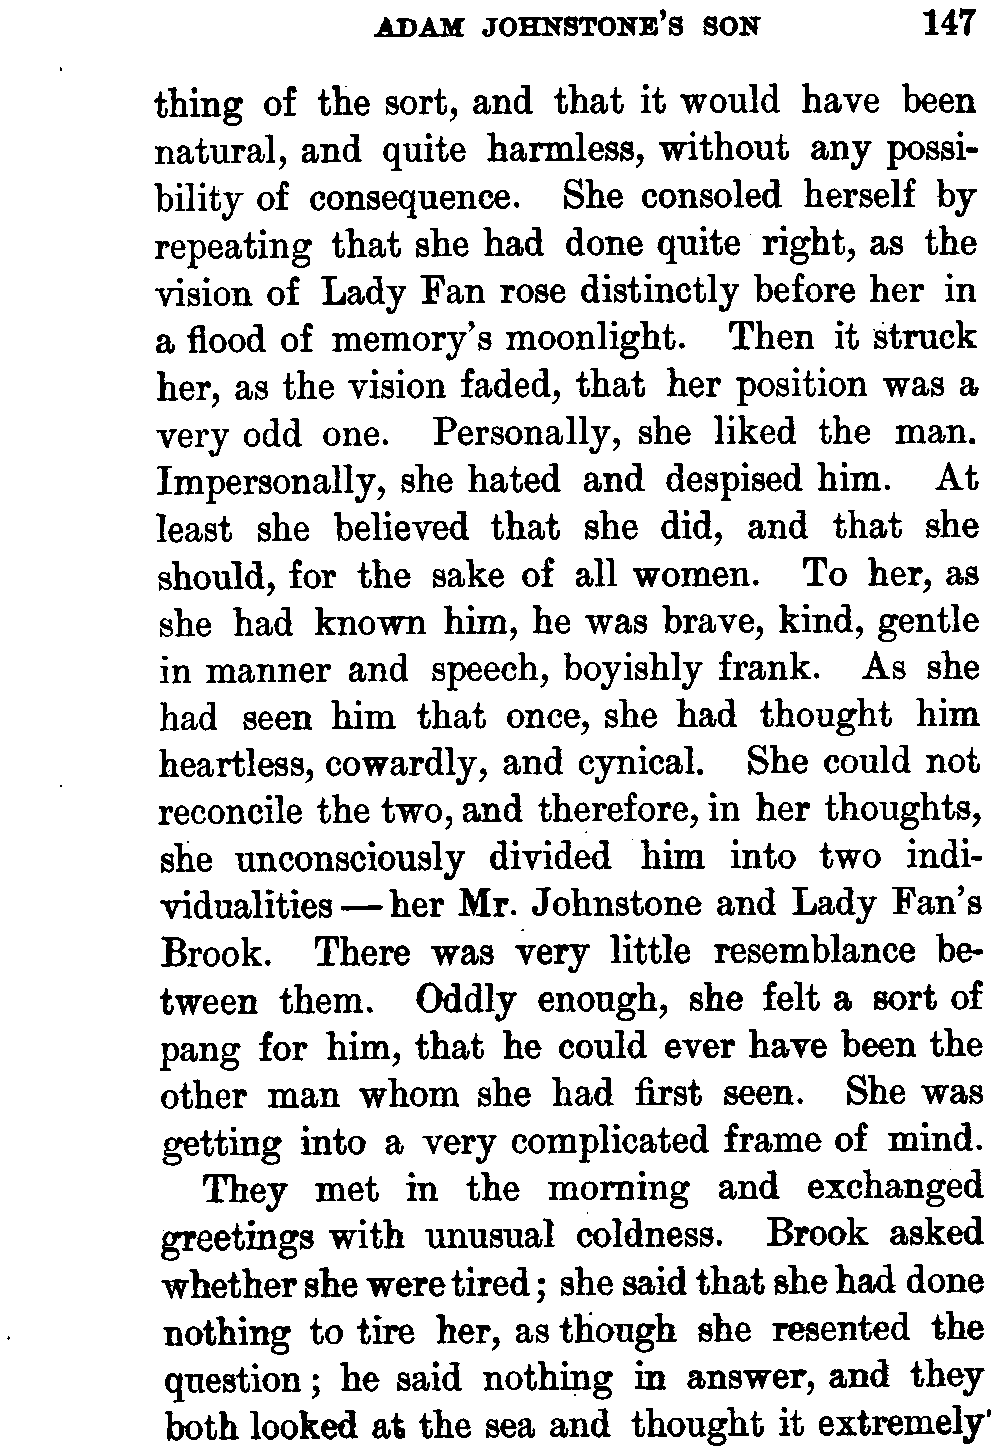 ADAM JOHNSTONE'S SON 147
thing of the sort, and that it would have been
natural, and quite harmless, without any possi-
bility of consequence. She consoled herself by
repeating that she had done quite right, as the
vision of Lady Fan rose distinctly before her in
a flood of memory's moonlight. Then it struck
her, as the vision faded, that her position was a
very odd one. Personally, she liked the man.
Impersonally, she hated and despised him. At
least she believed that she did, and that she
should, for the sake of all women. To her, as
she had known him, he was brave, kind, gentle
in manner and speech, boyishly frank. As she
had seen him that once, she had thought him
heartless, cowardly, and cynical. She could not
reconcile the two, and therefore, in her thoughts,
she unconsciously divided him into two indi-
vidualities — her Mr. Johnstone and Lady Fan's
Brook. There was very little resemblance be-
tween them. Oddly enough, she felt a sort of
pang for him, that he could ever have been the
other man whom she had first seen. She was
getting into a very complicated frame of mind.
They met in the morning and exchanged
greetings with unusual coldness. Brook asked
whether she were tired; she said that she had done
nothing to tire her, as though she resented the
question; he said nothing in answer, and they
both looked at the sea and thought it extremely